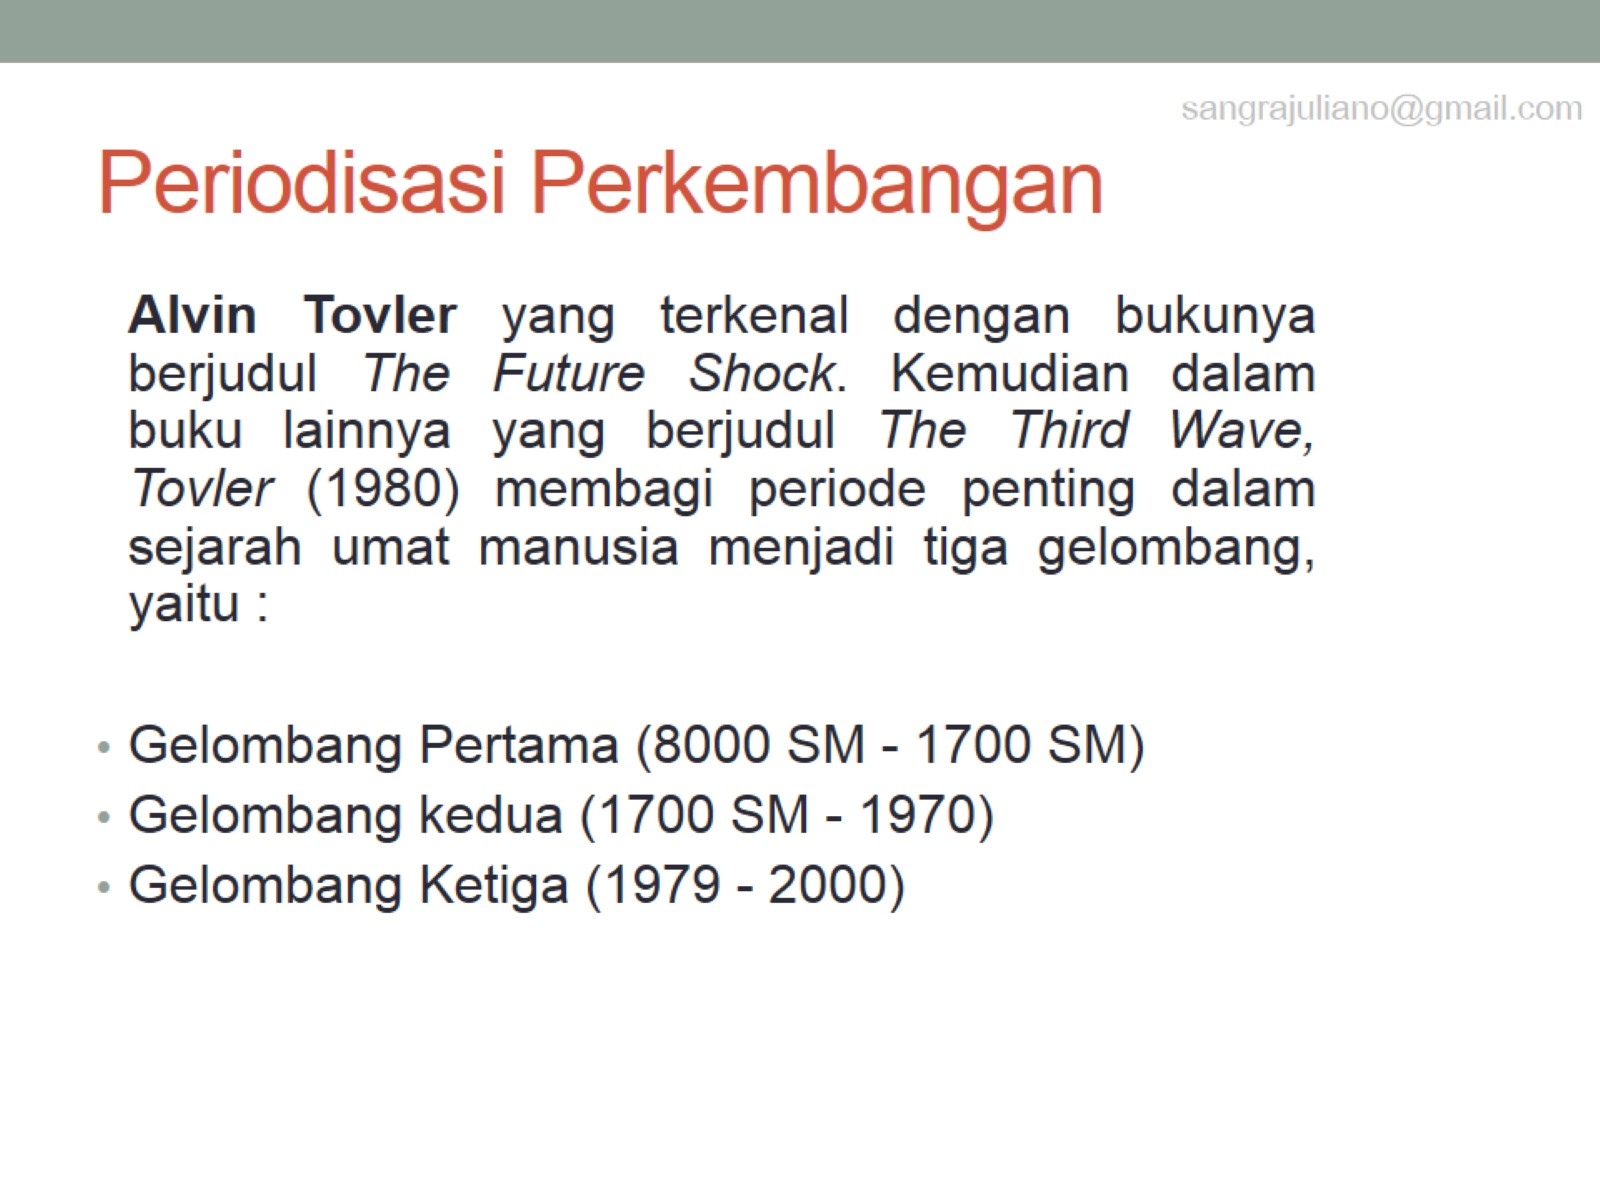 sangrajuliano@gmail.com
Periodisasi Perkembangan
Alvin Tovler yang terkenal dengan bukunya
berjudul The Future Shock. Kemudian dalam
buku lainnya yang berjudul The Third Wave,
Tovler (1980) membagi periode penting dalam
sejarah umat manusia menjadi tiga gelombang,
yaitu :
• Gelombang Pertama (8000 SM - 1700 SM)
• Gelombang kedua (1700 SM - 1970)
• Gelombang Ketiga (1979 - 2000)